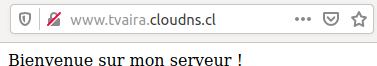 www.tvaira.cloudns.cl
Bienvenue sur mon serveur !